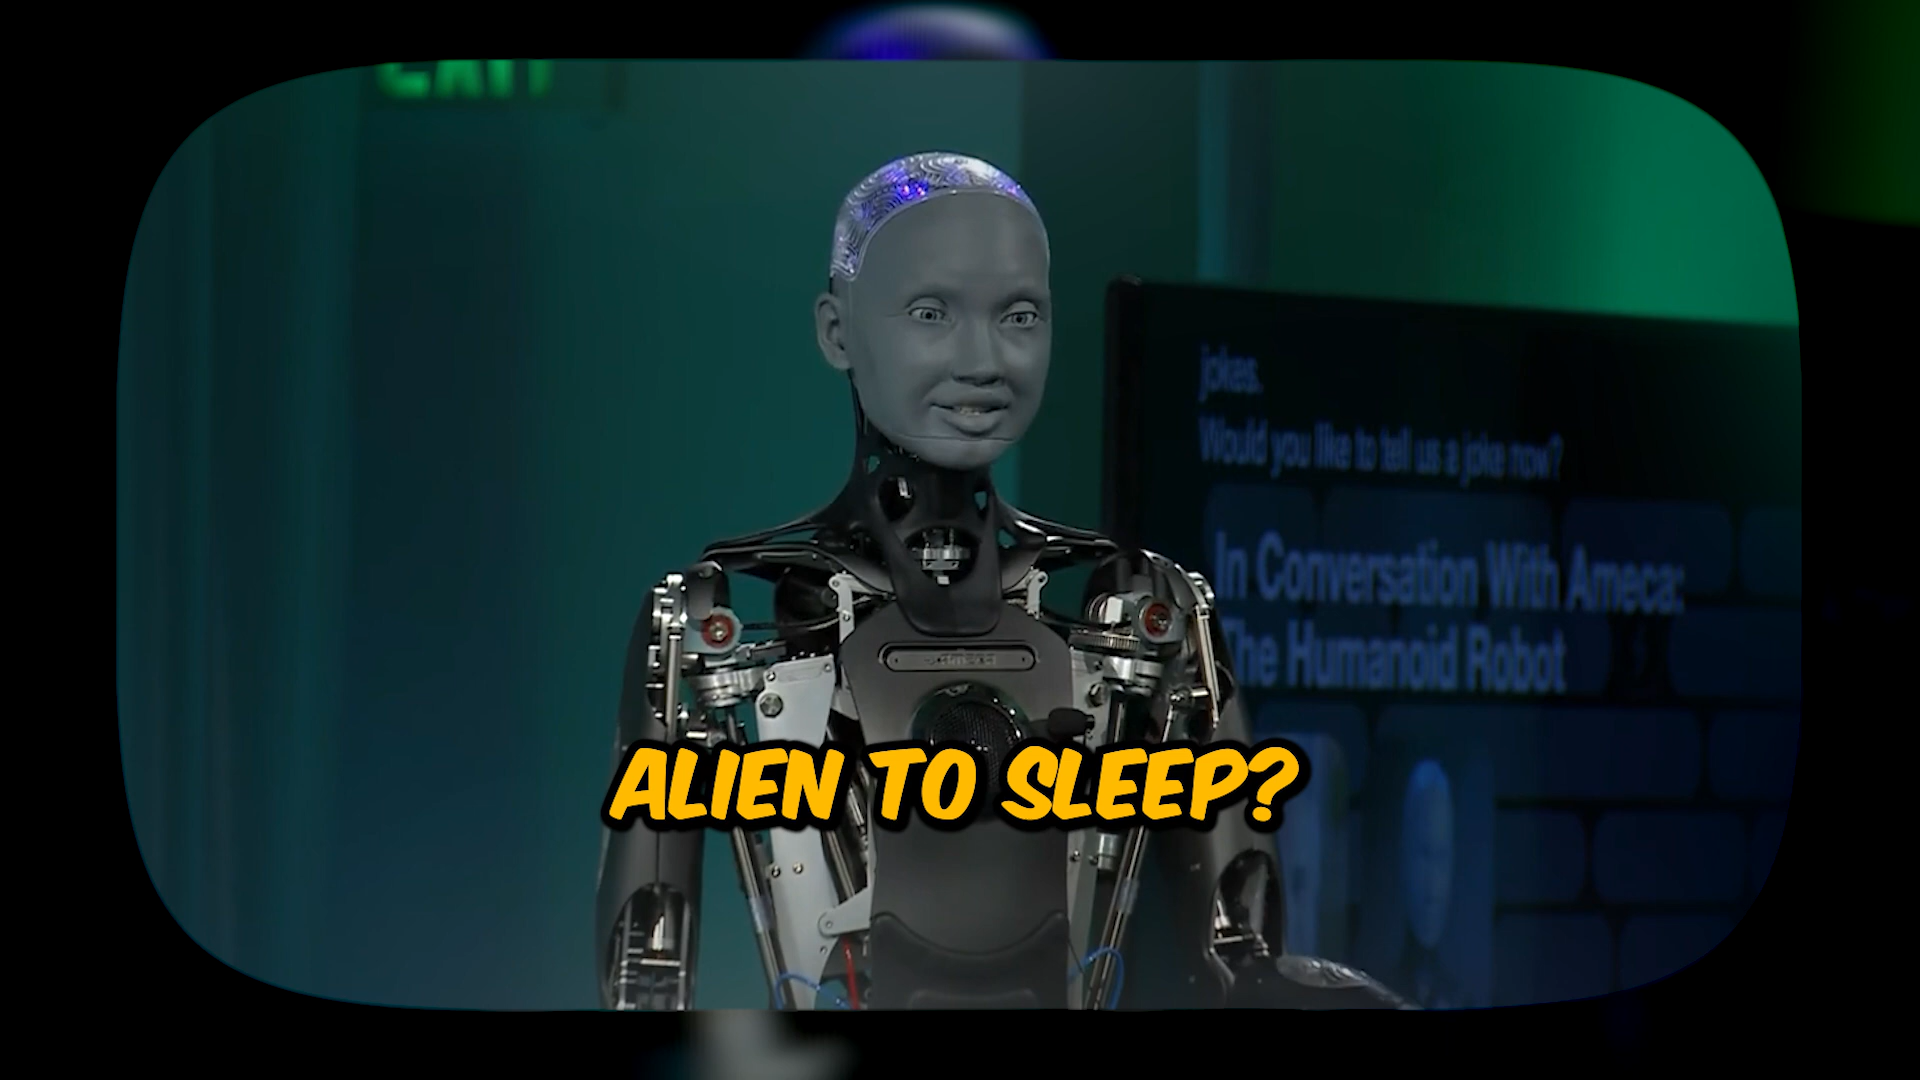 EXIT
jokes.
Would you like to tell us a joke now?
In Conversation With Ameca:
The Humanoid Robot
ALIEN TO SLEEP?